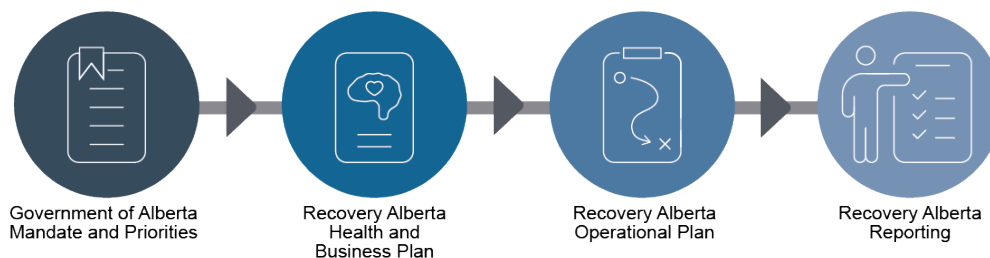 Government of Alberta
Mandate and Priorities
Recovery Alberta
Health and
Business Plan
Recovery Alberta
Operational Plan
Recovery Alberta
Reporting